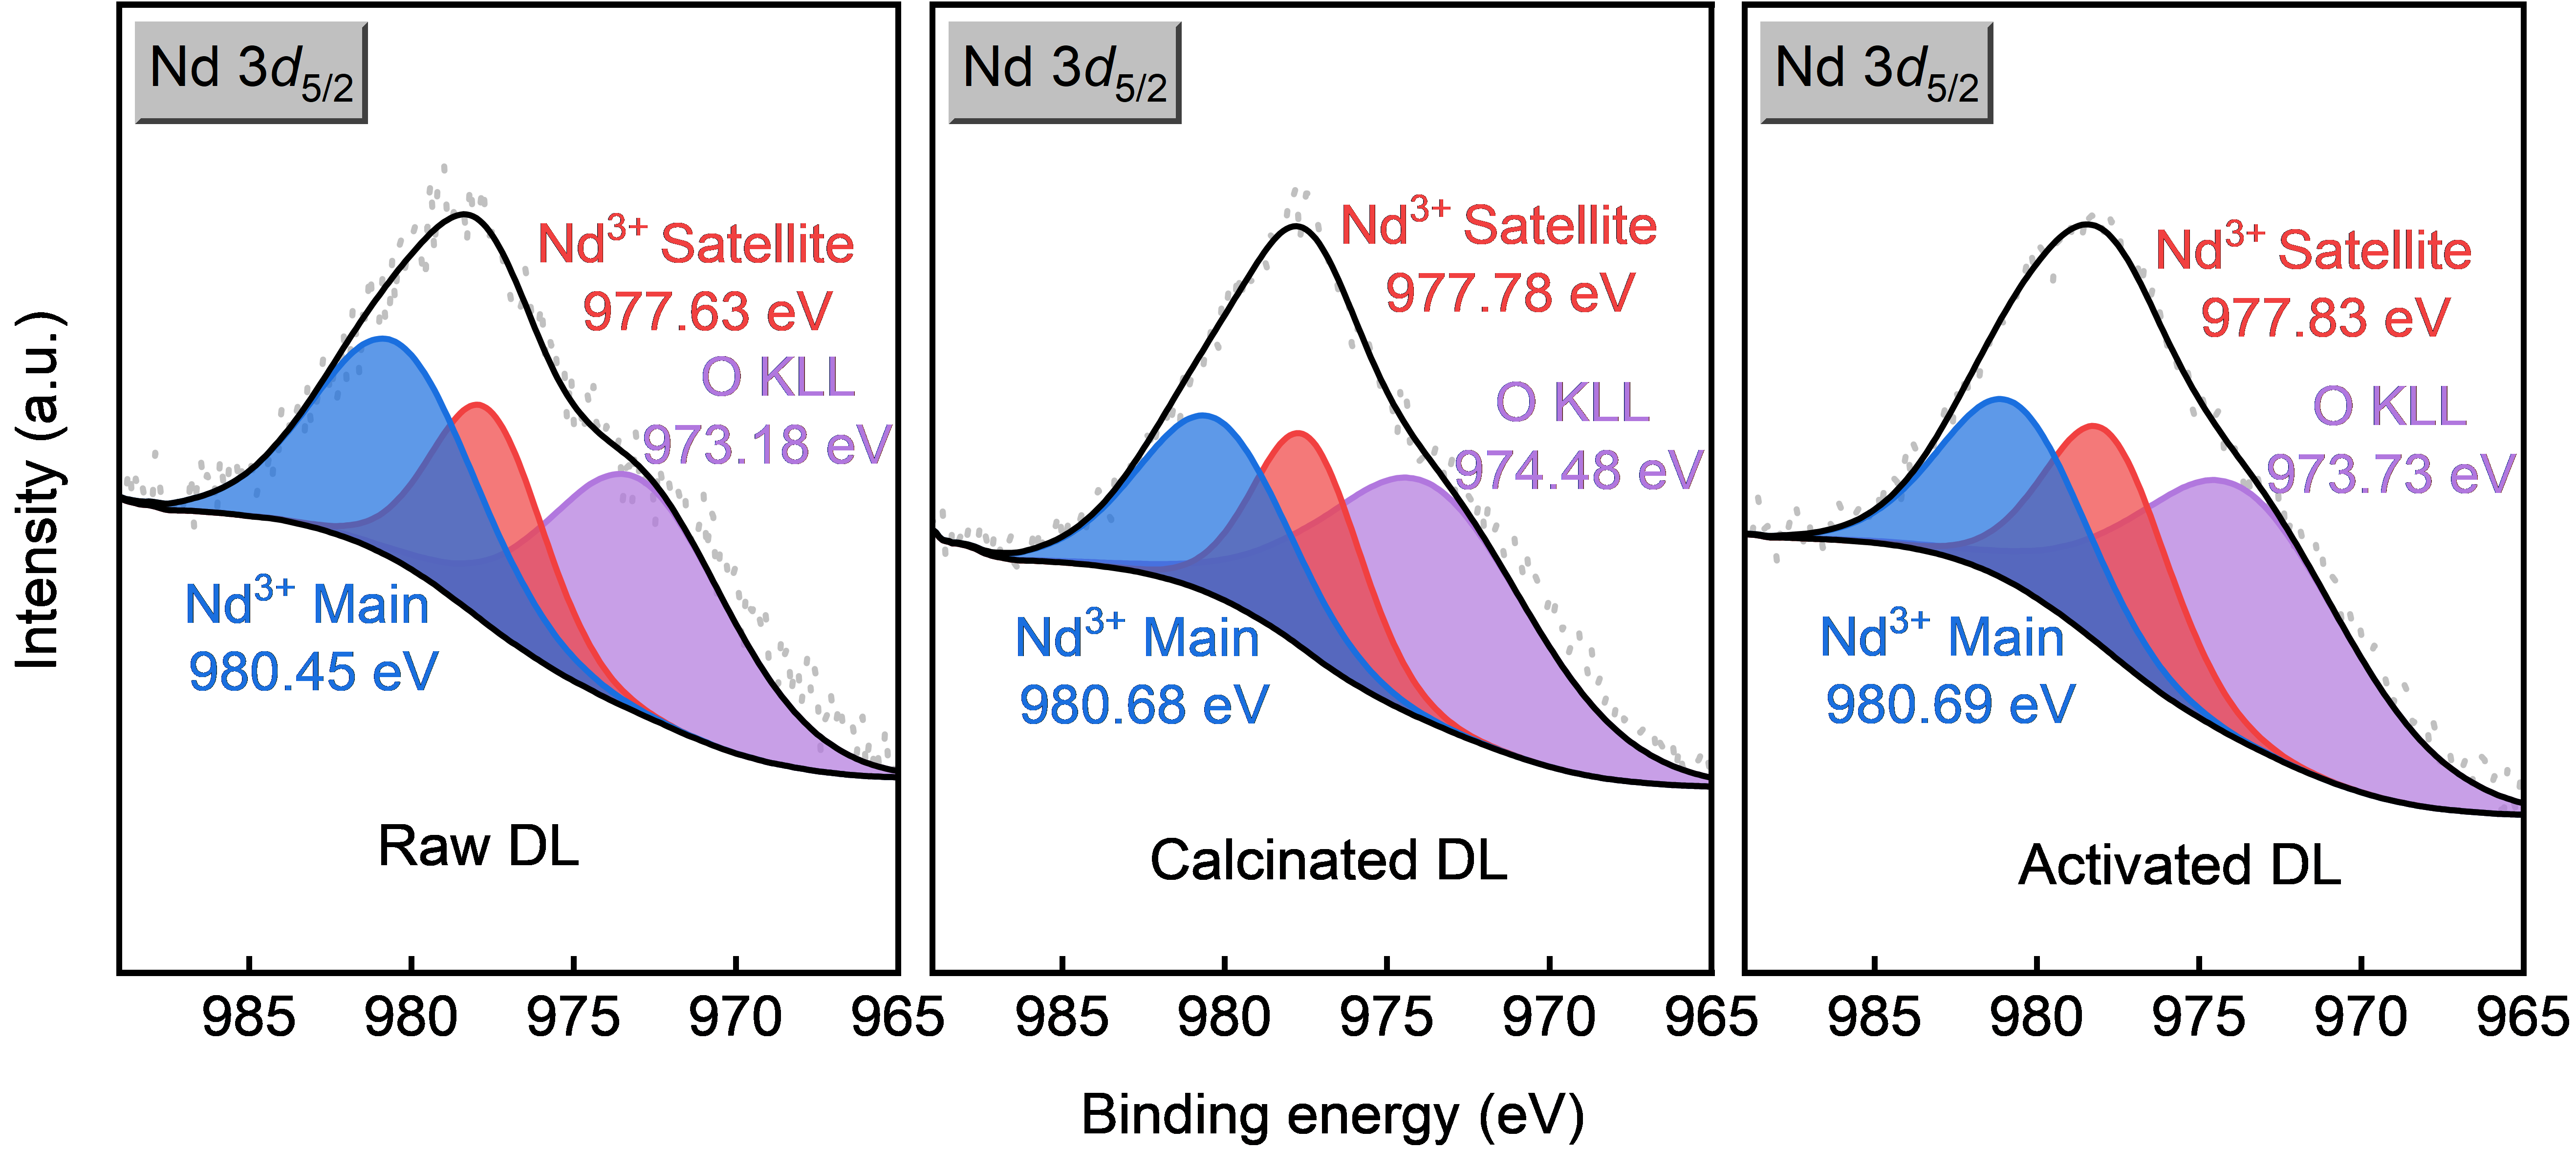 Intensity (a.u.)
Nd 3d5/2
Nd3+ Satellite
977.63 eV
O KLL
973.18 eV
Nd3+ Main
980.45 eV
Raw DL
985 980 975 970 965
Nd 3d5/2
Nd3+ Satellite
977.78 eV
O KLL
974.48 eV
Nd3+ Main
980.68 eV
Calcinated DL
985 980 975 970 965
Nd 3d5/2
Nd3+ Satellite
977.83 eV
O KLL
973.73 eV
Nd3+ Main
980.69 eV
Activated DL
985 980 975 970 965
Binding energy (eV)